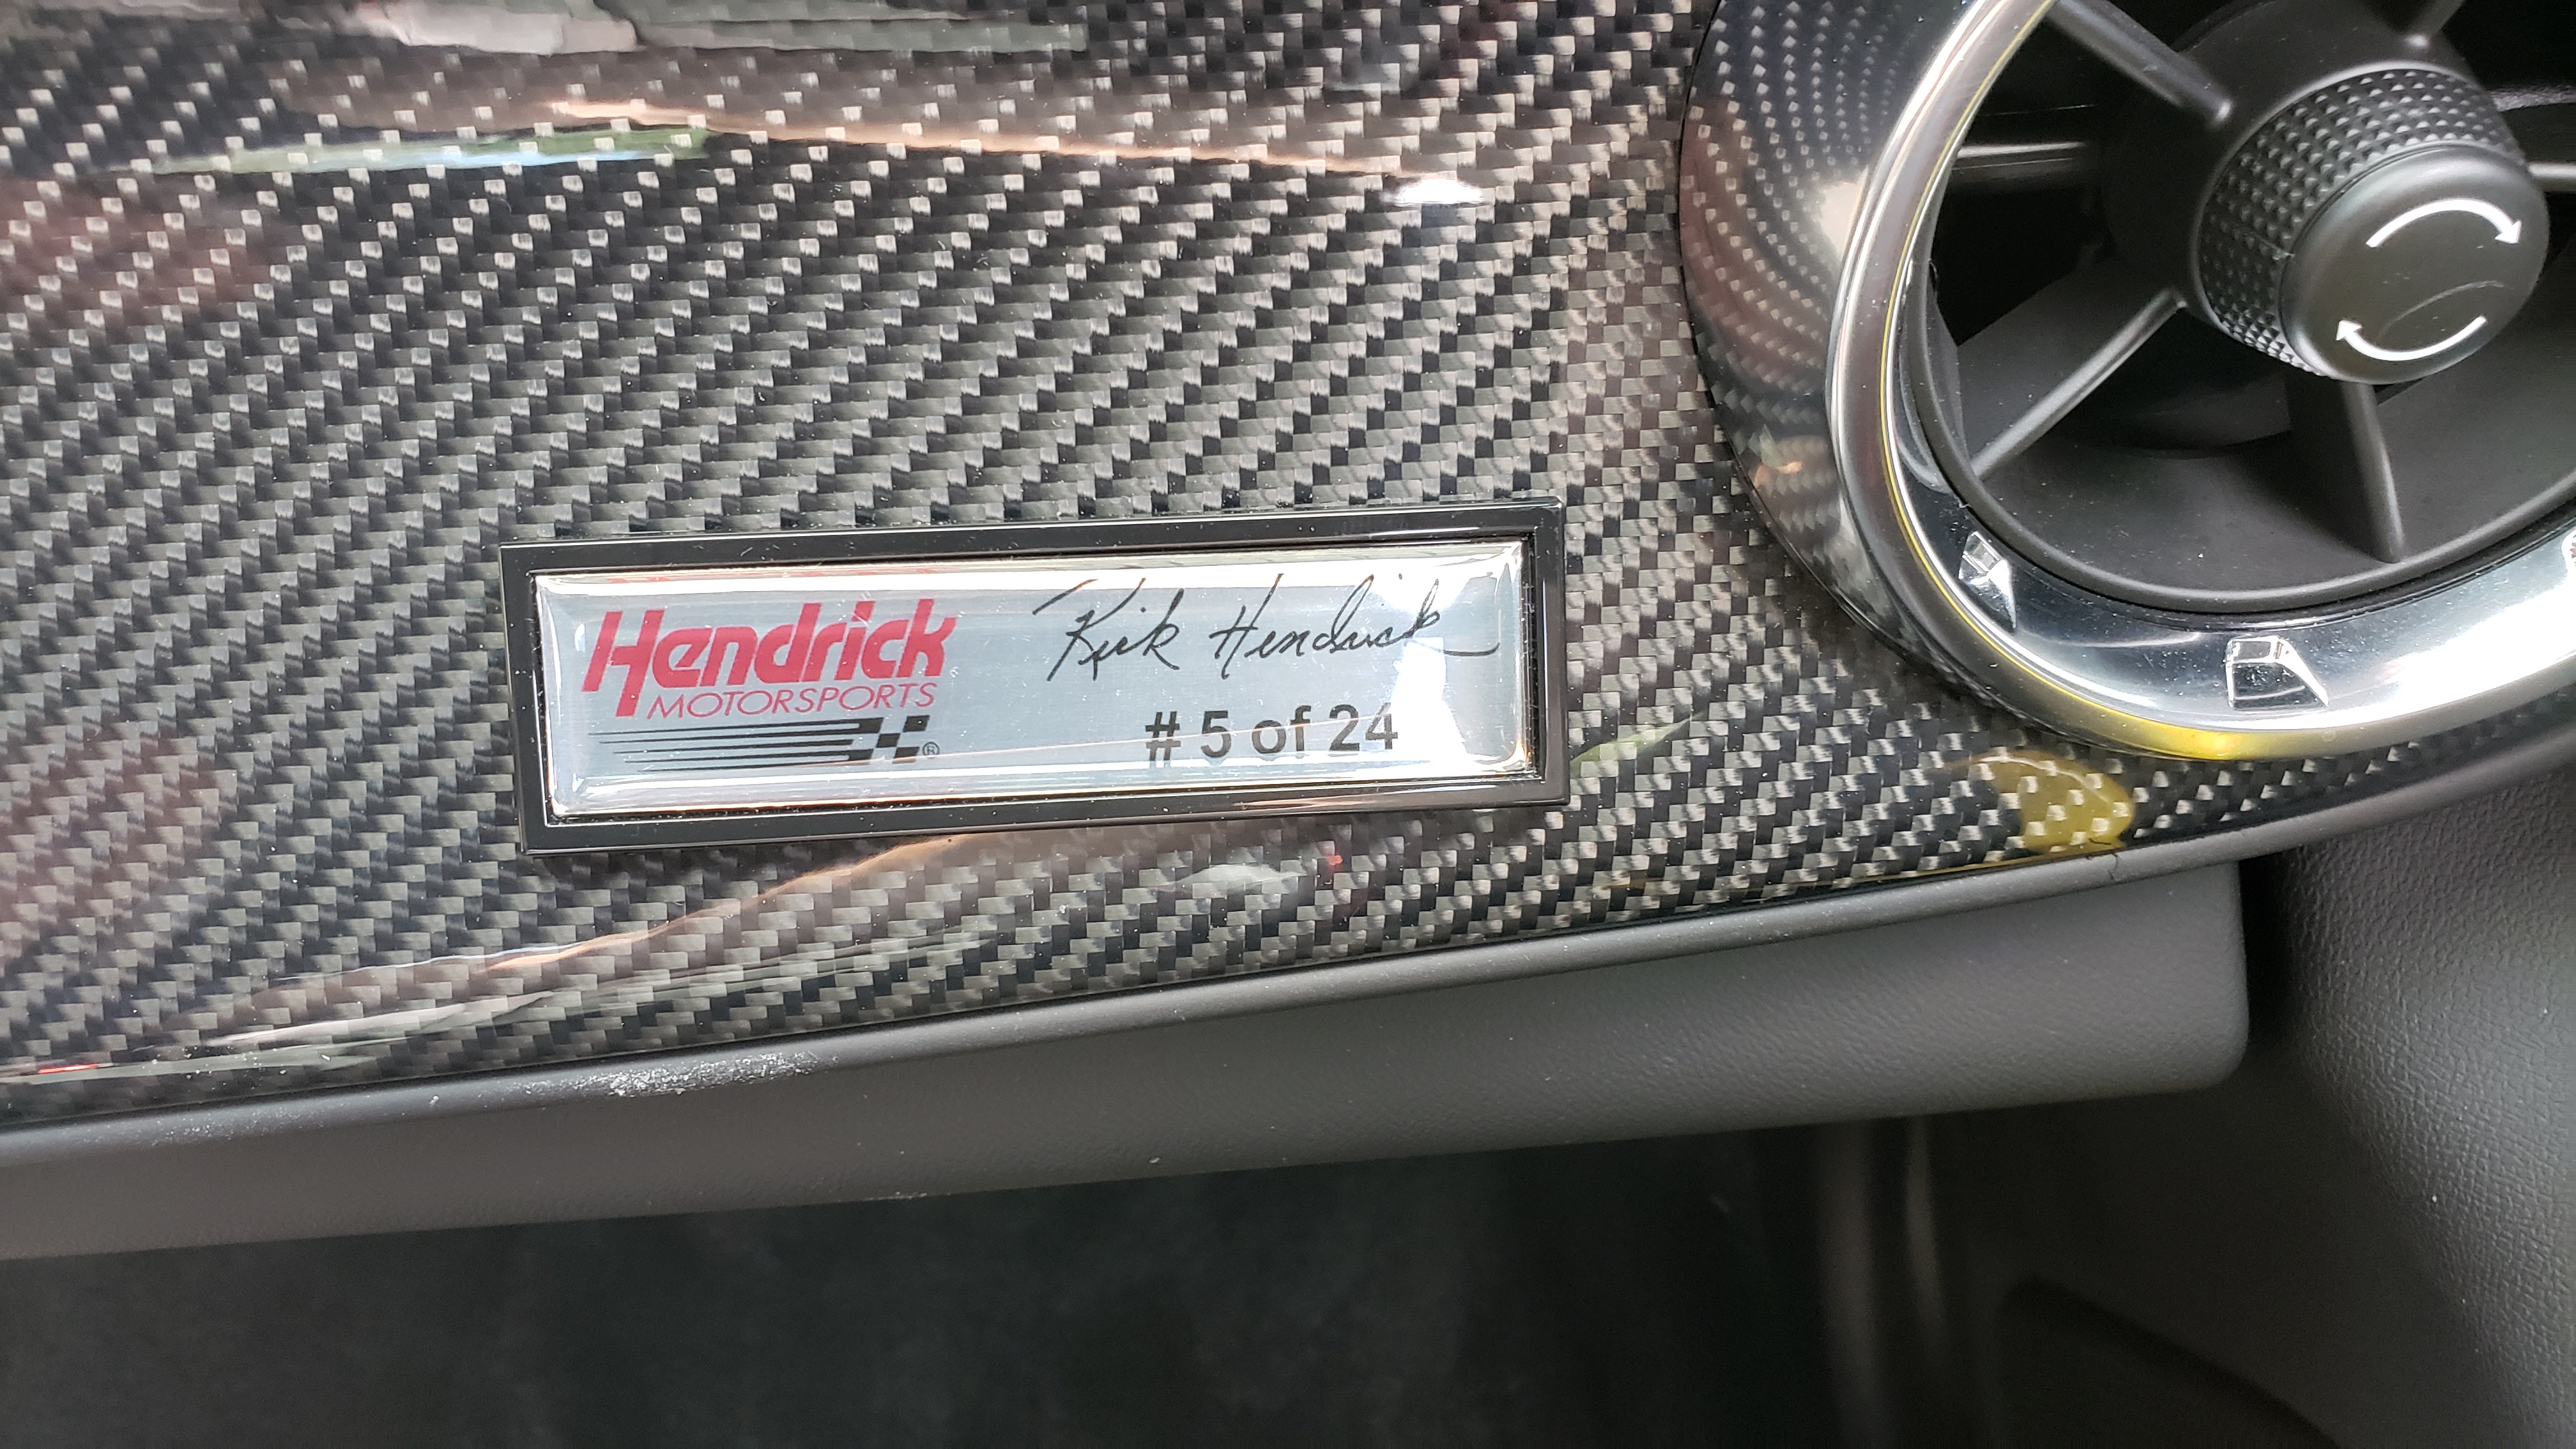 Hendrick
MOTORSPORTS
®
Rick Hendrick
# 5 of 24